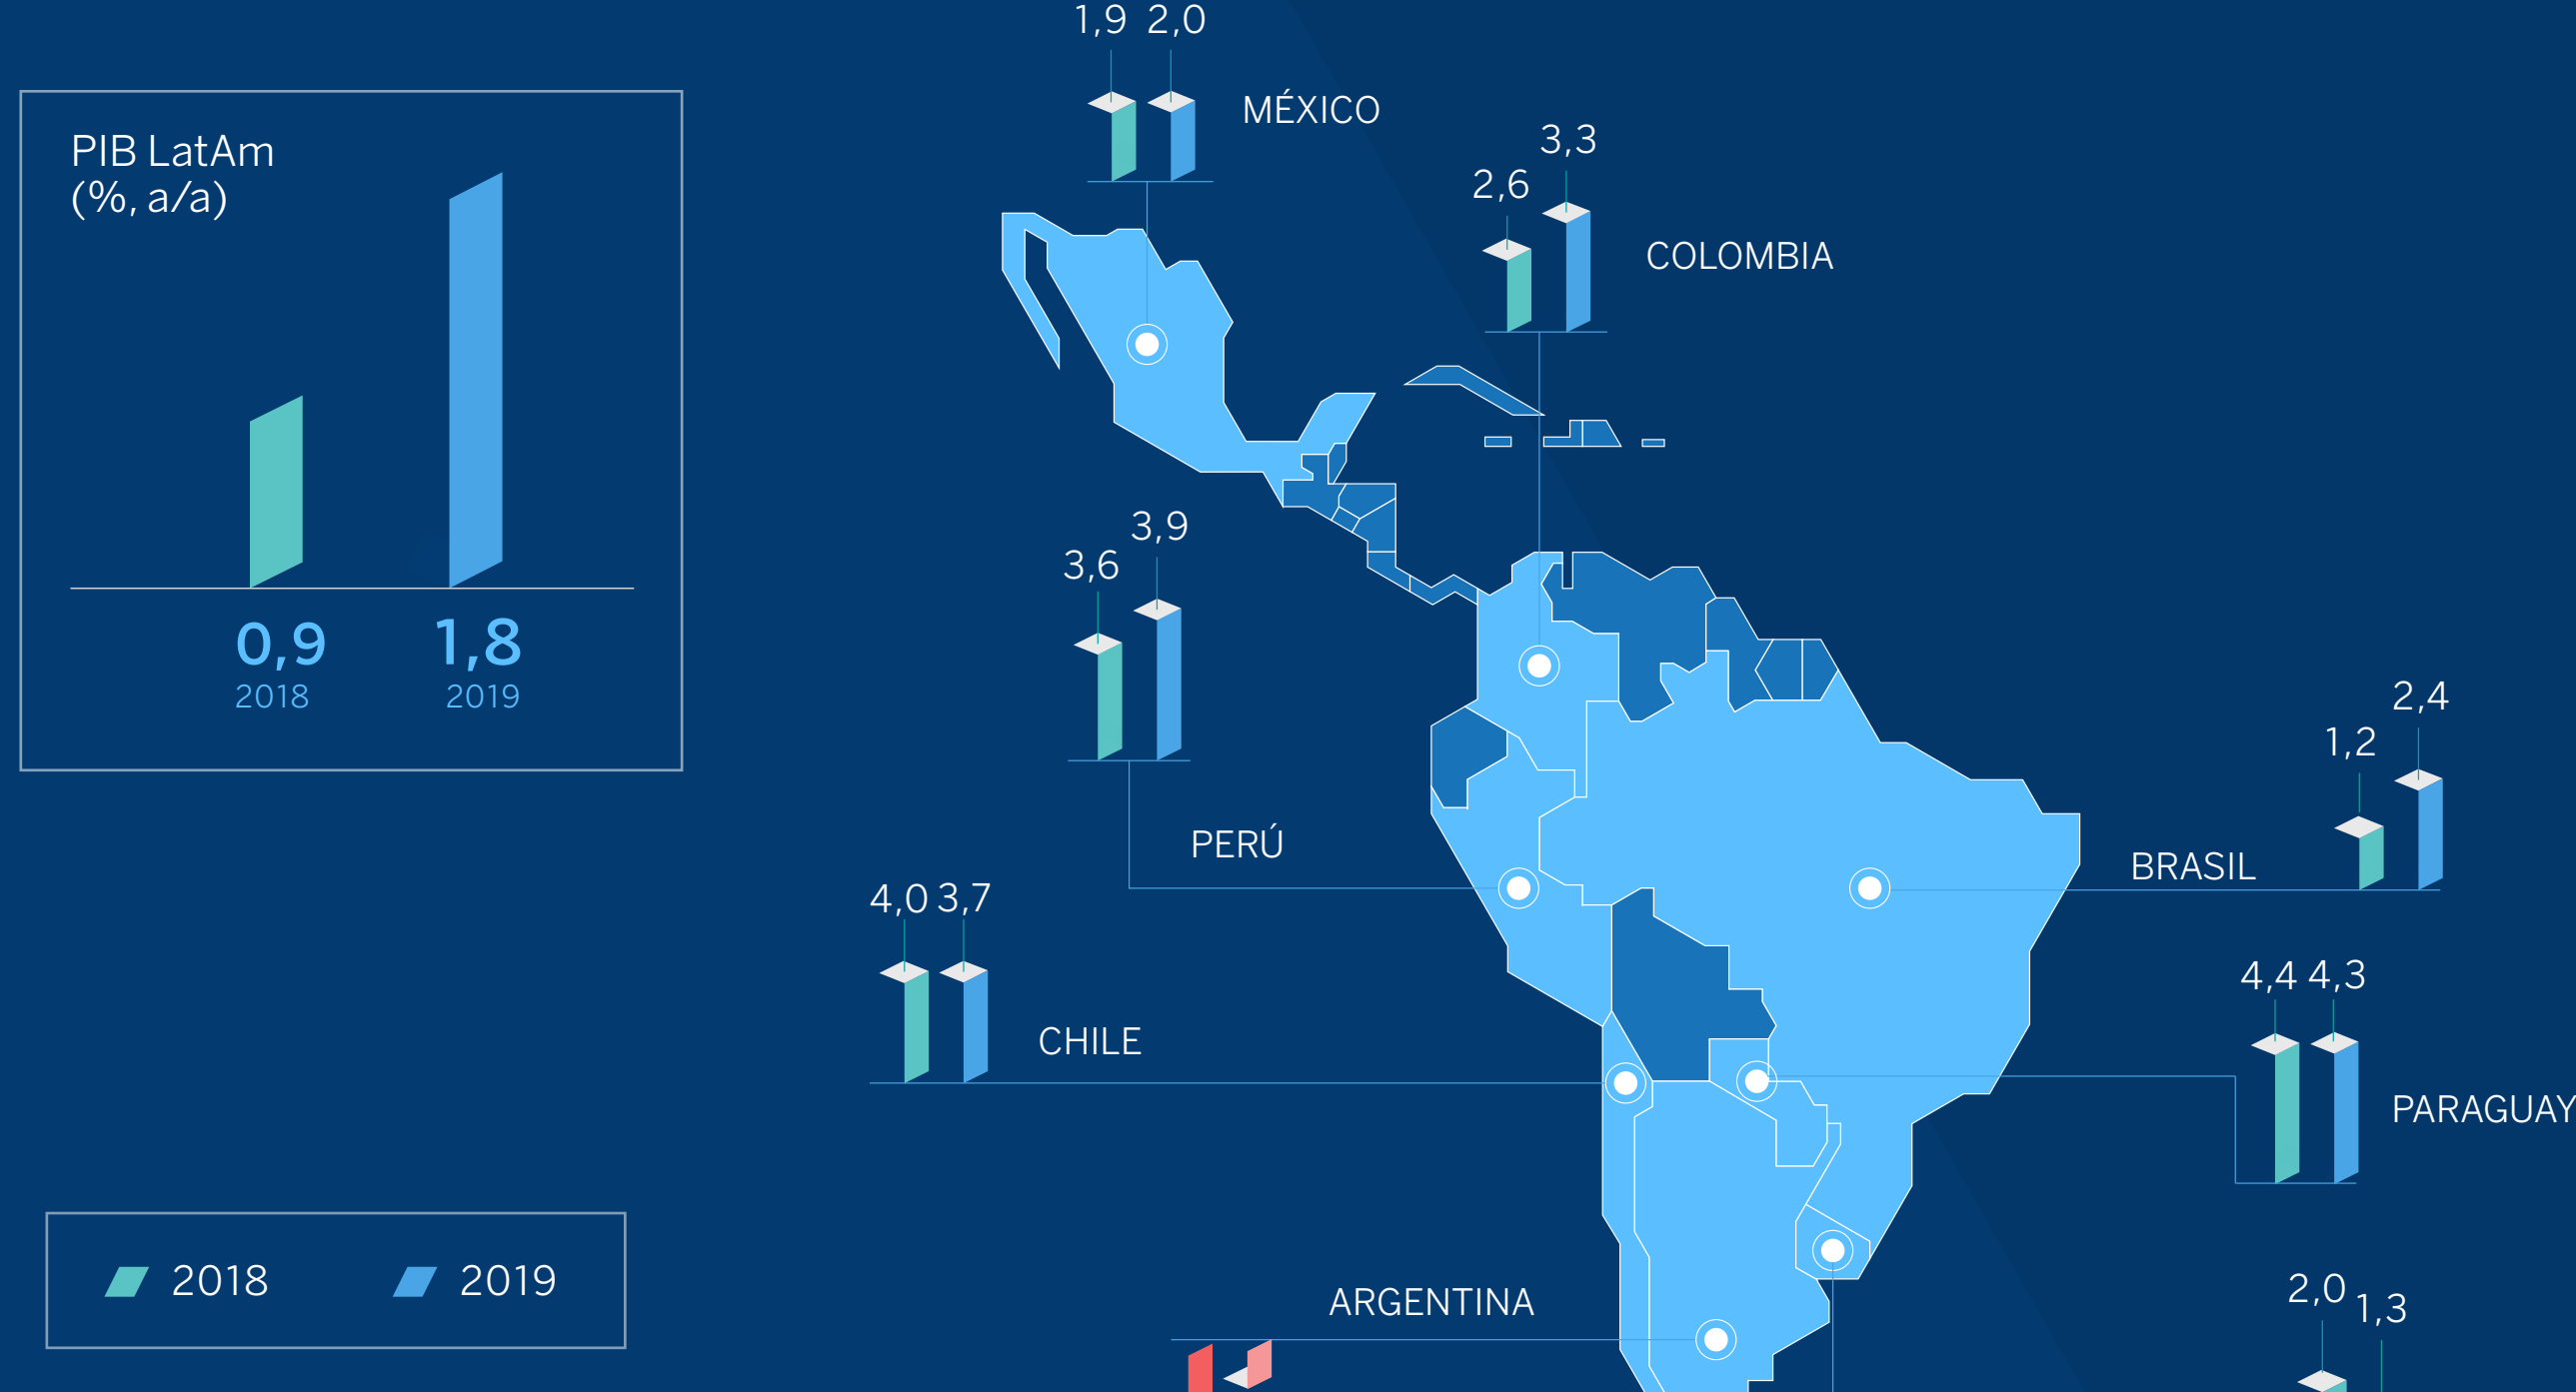 1,9 2,0
MÉXICO
PIB LatAm
(%, a/a)
0,9
2018
1,8
2019
2,6
3,3
COLOMBIA
3,6
3,9
PERÚ
1,2
2,4
BRASIL
4,0 3,7
CHILE
4,4 4,3
PARAGUAY
2018
2019
ARGENTINA
2,0
1,3